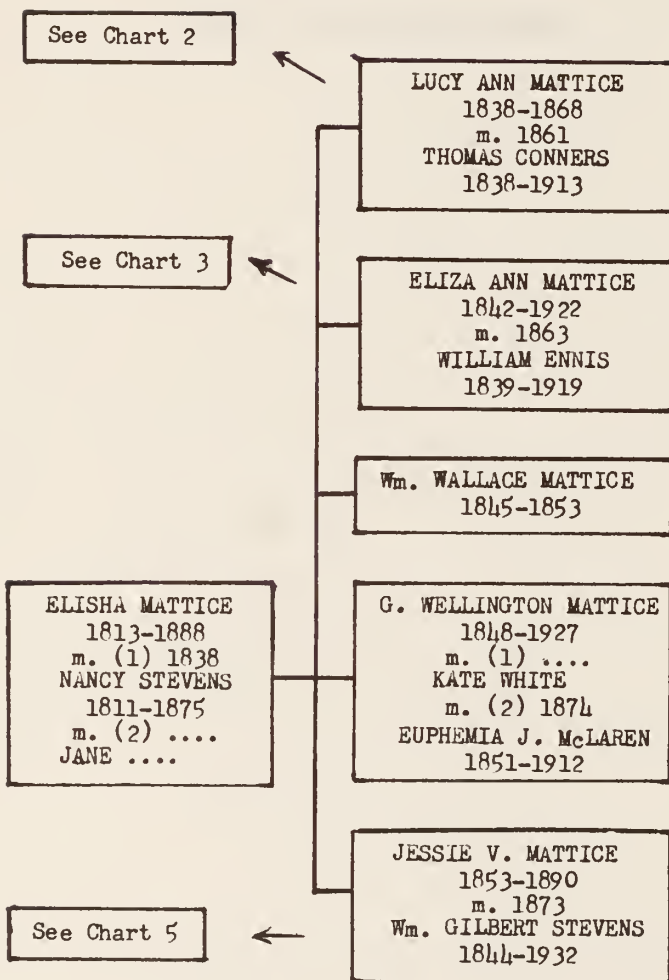 See Chart 2
LUCY ANN MATTICE
1838-1868
m. 1861
THOMAS CONNERS
1838-1913
See Chart 3
ELIZA ANN MATTICE
1842-1922
m. 1863
WILLIAM ENNIS
1839-1919
Wm. WALLACE MATTICE
1845-1853
ELISHA MATTICE
1813-1888
m. (1) 1838
NANCY STEVENS
1811-1875
m. (2) ....
JANE ....
G. WELLINGTON MATTICE
1848-1927
m. (1) ....
KATE WHITE
m. (2) 1874
EUPHEMIA J. McLAREN
1851-1912
JESSIE V. MATTICE
1853-1890
m. 1873
Wm. GILBERT STEVENS
1844-1932
See Chart 5